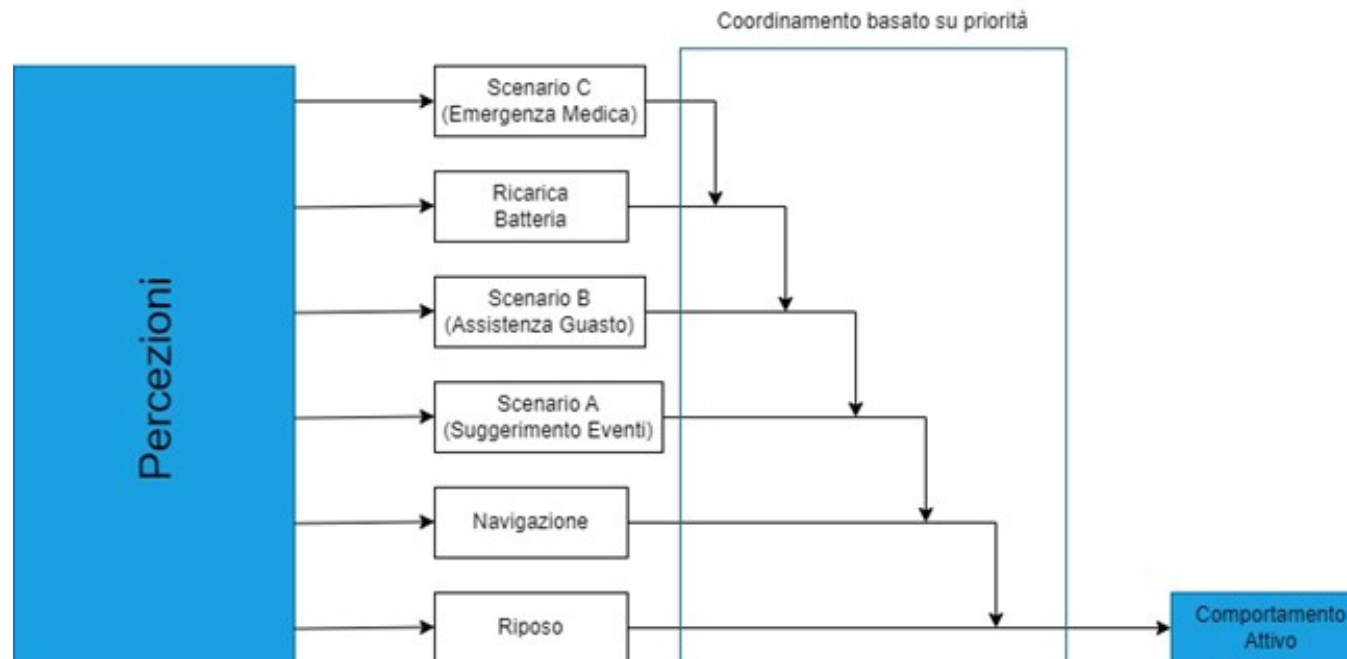 Coordinamento basato su priorità
Percezioni
Scenario C
(Emergenza Medica)
Ricarica
Batteria
Scenario B
(Assistenza Guasto)
Scenario A
(Suggerimento Eventi)
Navigazione
Riposo
Comportamento
Attivo